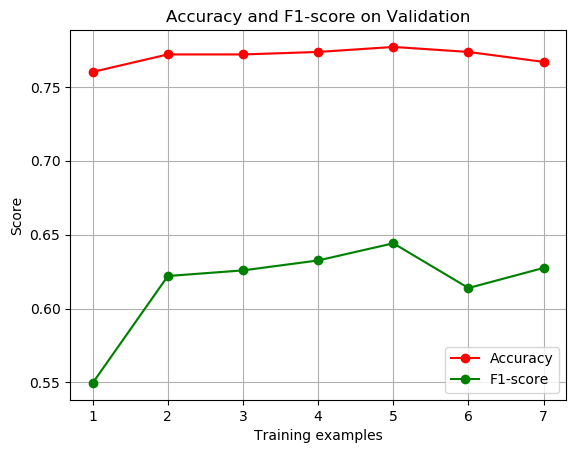 Accuracy and F1-score on Validation
Score
0.75
0.70
0.65
0.60
0.55
1 2 3 4 5 6 7
Training examples
Accuracy
F1-score